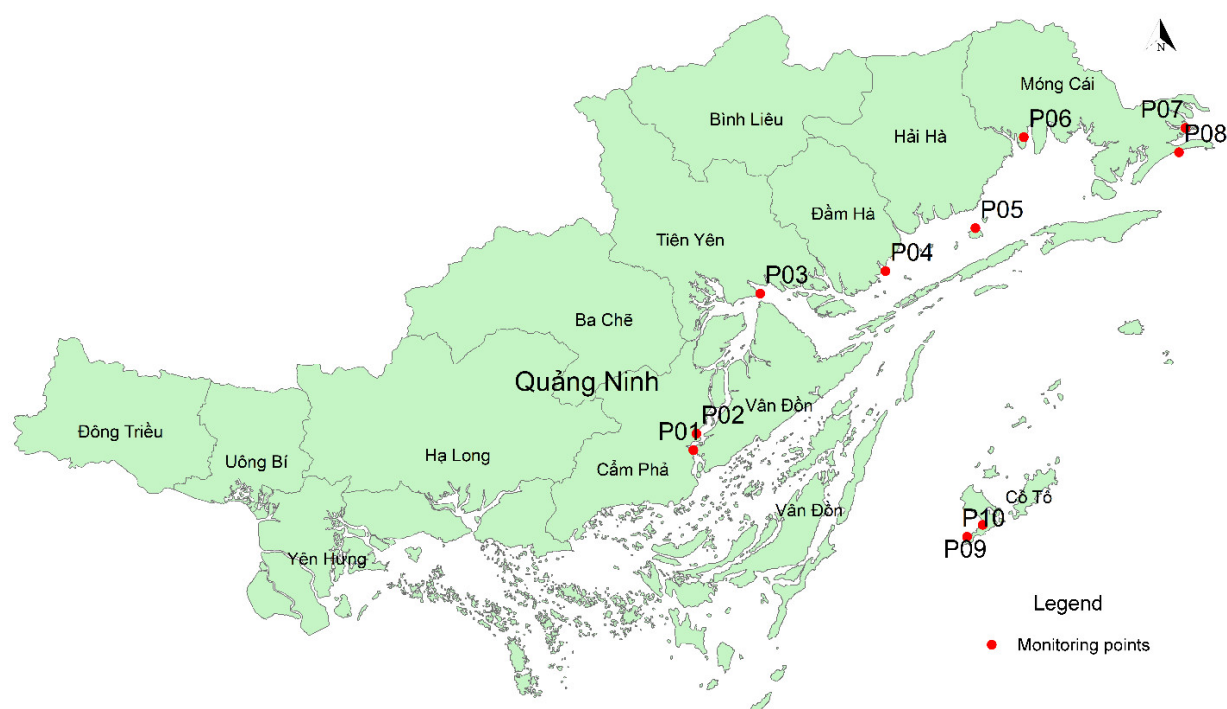 N
Móng Cái
P07
Bình Liêu
P06
Hải Hà
P08
Đầm Hà
P05
Tiên Yên
P04
P03
Ba Chẽ
Quảng Ninh
Vân Đồn
P02
Đông Triều
P01
Hạ Long
Uông Bí
Cẩm Phả
Cô Tô
Vân Đồn
P10
P09
Yên Hưng
Legend
Monitoring points